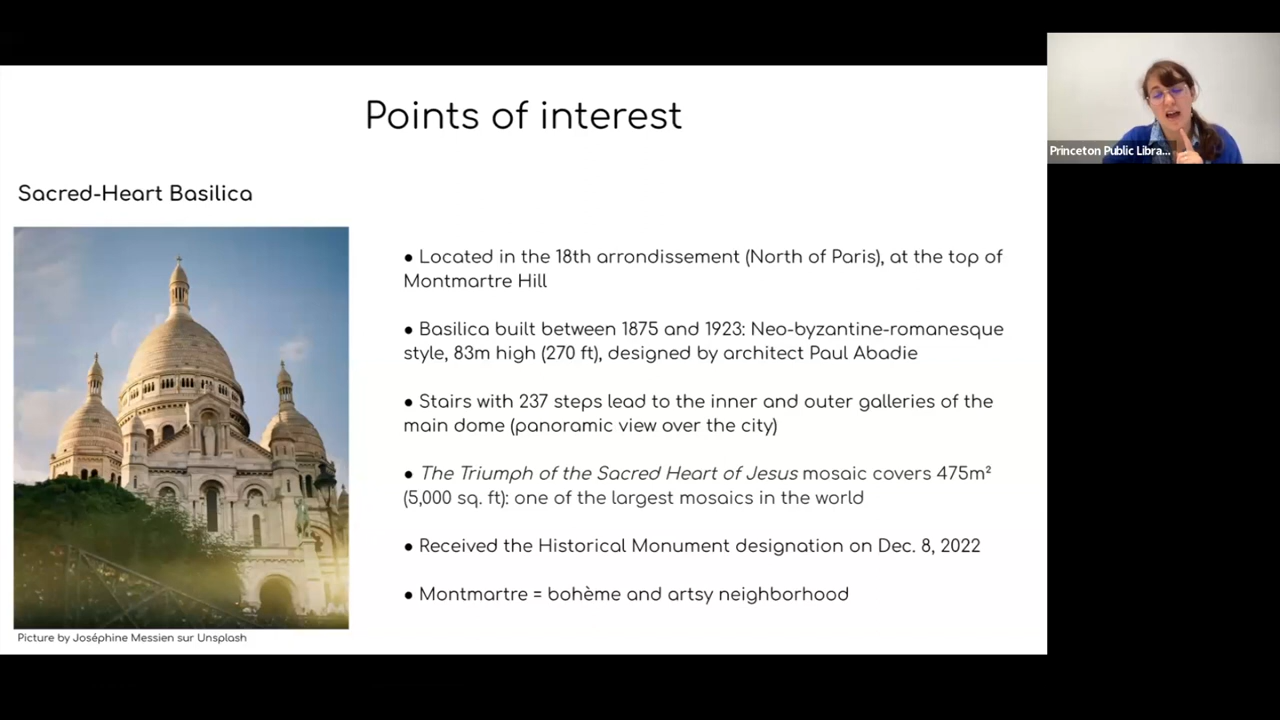 Points of interest
Princeton Public Libra...
Sacred-Heart Basilica
● Located in the 18th arrondissement (North of Paris), at the top of
Montmartre Hill
● Basilica built between 1875 and 1923: Neo-byzantine-romanesque
style, 83m high (270 ft), designed by architect Paul Abadie
● Stairs with 237 steps lead to the inner and outer galleries of the
main dome (panoramic view over the city)
● The Triumph of the Sacred Heart of Jesus mosaic covers 475m²
(5,000 sq. ft): one of the largest mosaics in the world
● Received the Historical Monument designation on Dec. 8, 2022
● Montmartre = bohème and artsy neighborhood
Picture by Joséphine Messien sur Unsplash